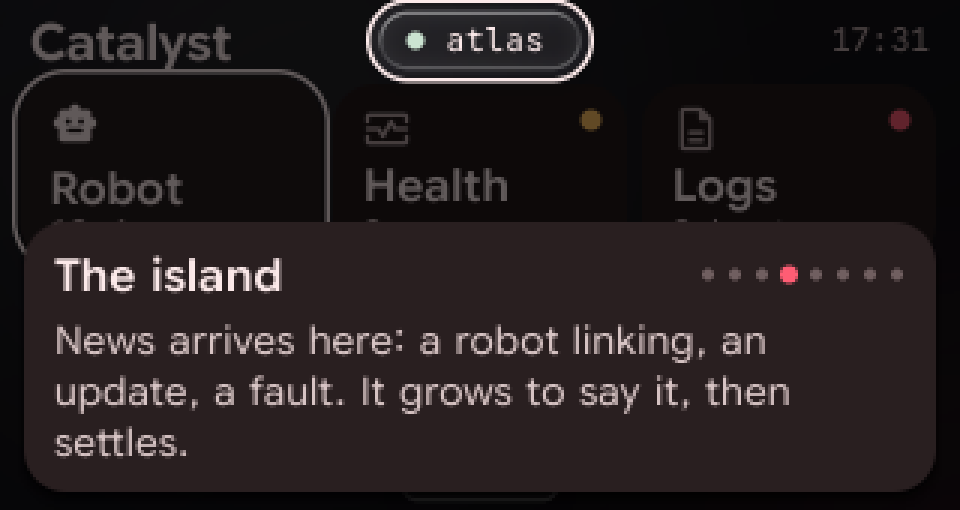 Catalyst
atlas
17:31
Robot
Health
Logs
The island
News arrives here: a robot linking, an
update, a fault. It grows to say it, then
settles.